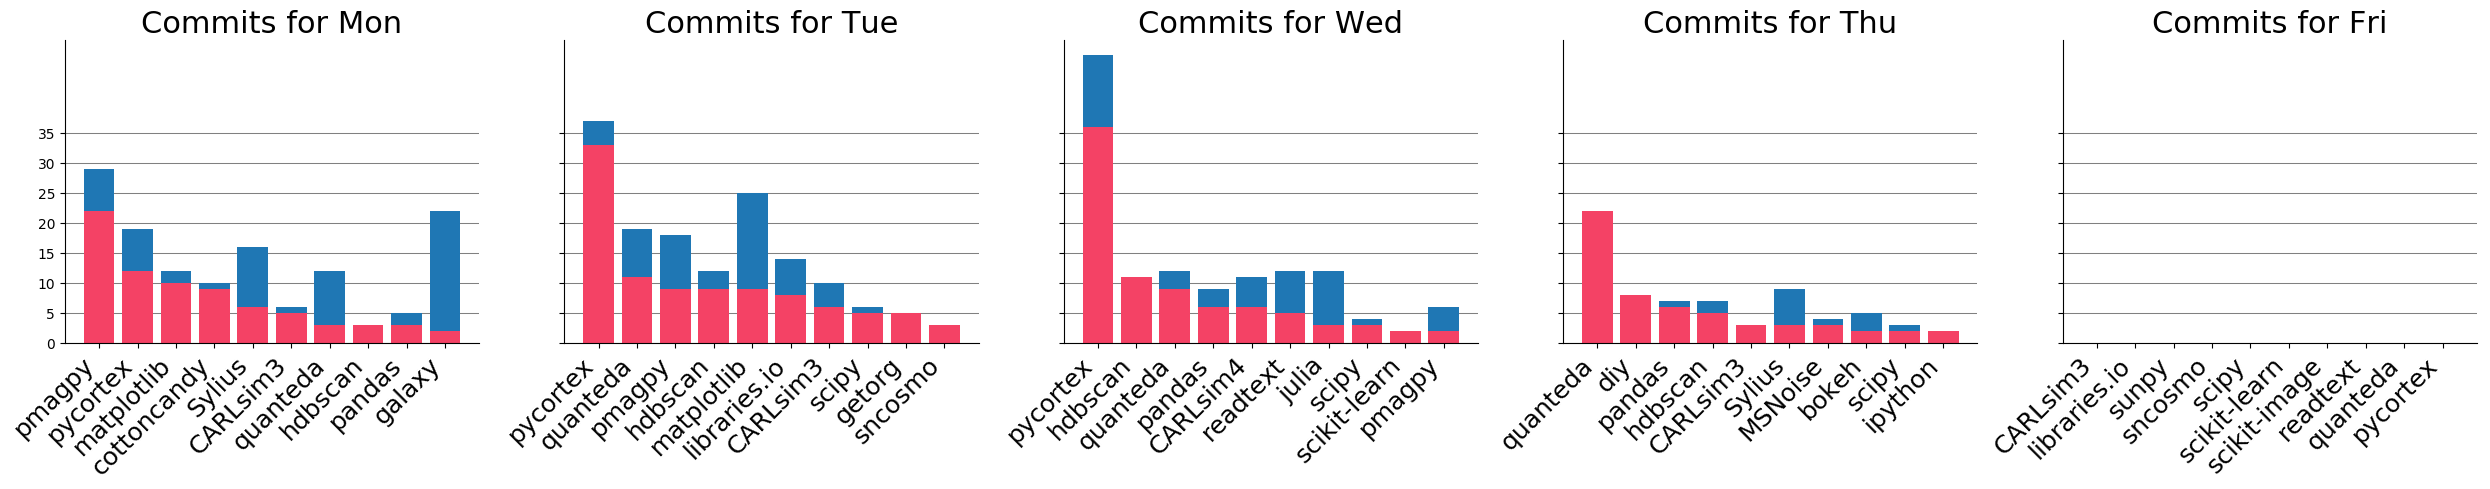 Commits for Mon
Commits for Tue
Commits for Wed
Commits for Thu
Commits for Fri
35
30
25
20
15
10
5
0
pmagpy
pycortex
matplotlib
cottoncandy
Sylius
CARLsim3
quanteda
hdbscan
pandas
galaxy
pycortex
quanteda
pmagpy
hdbscan
matplotlib
libraries.io
CARLsim3
scipy
getorg
sncosmo
pycortex
hdbscan
quanteda
pandas
CARLsim4
readtext
julia
scipy
scikit-learn
pmagpy
quanteda
diy
pandas
hdbscan
CARLsim3
Sylius
MSNoise
bokeh
scipy
ipython
CARLsim3
libraries.io
sunpy
sncosmo
scipy
scikit-learn
scikit-image
readtext
quanteda
pycortex